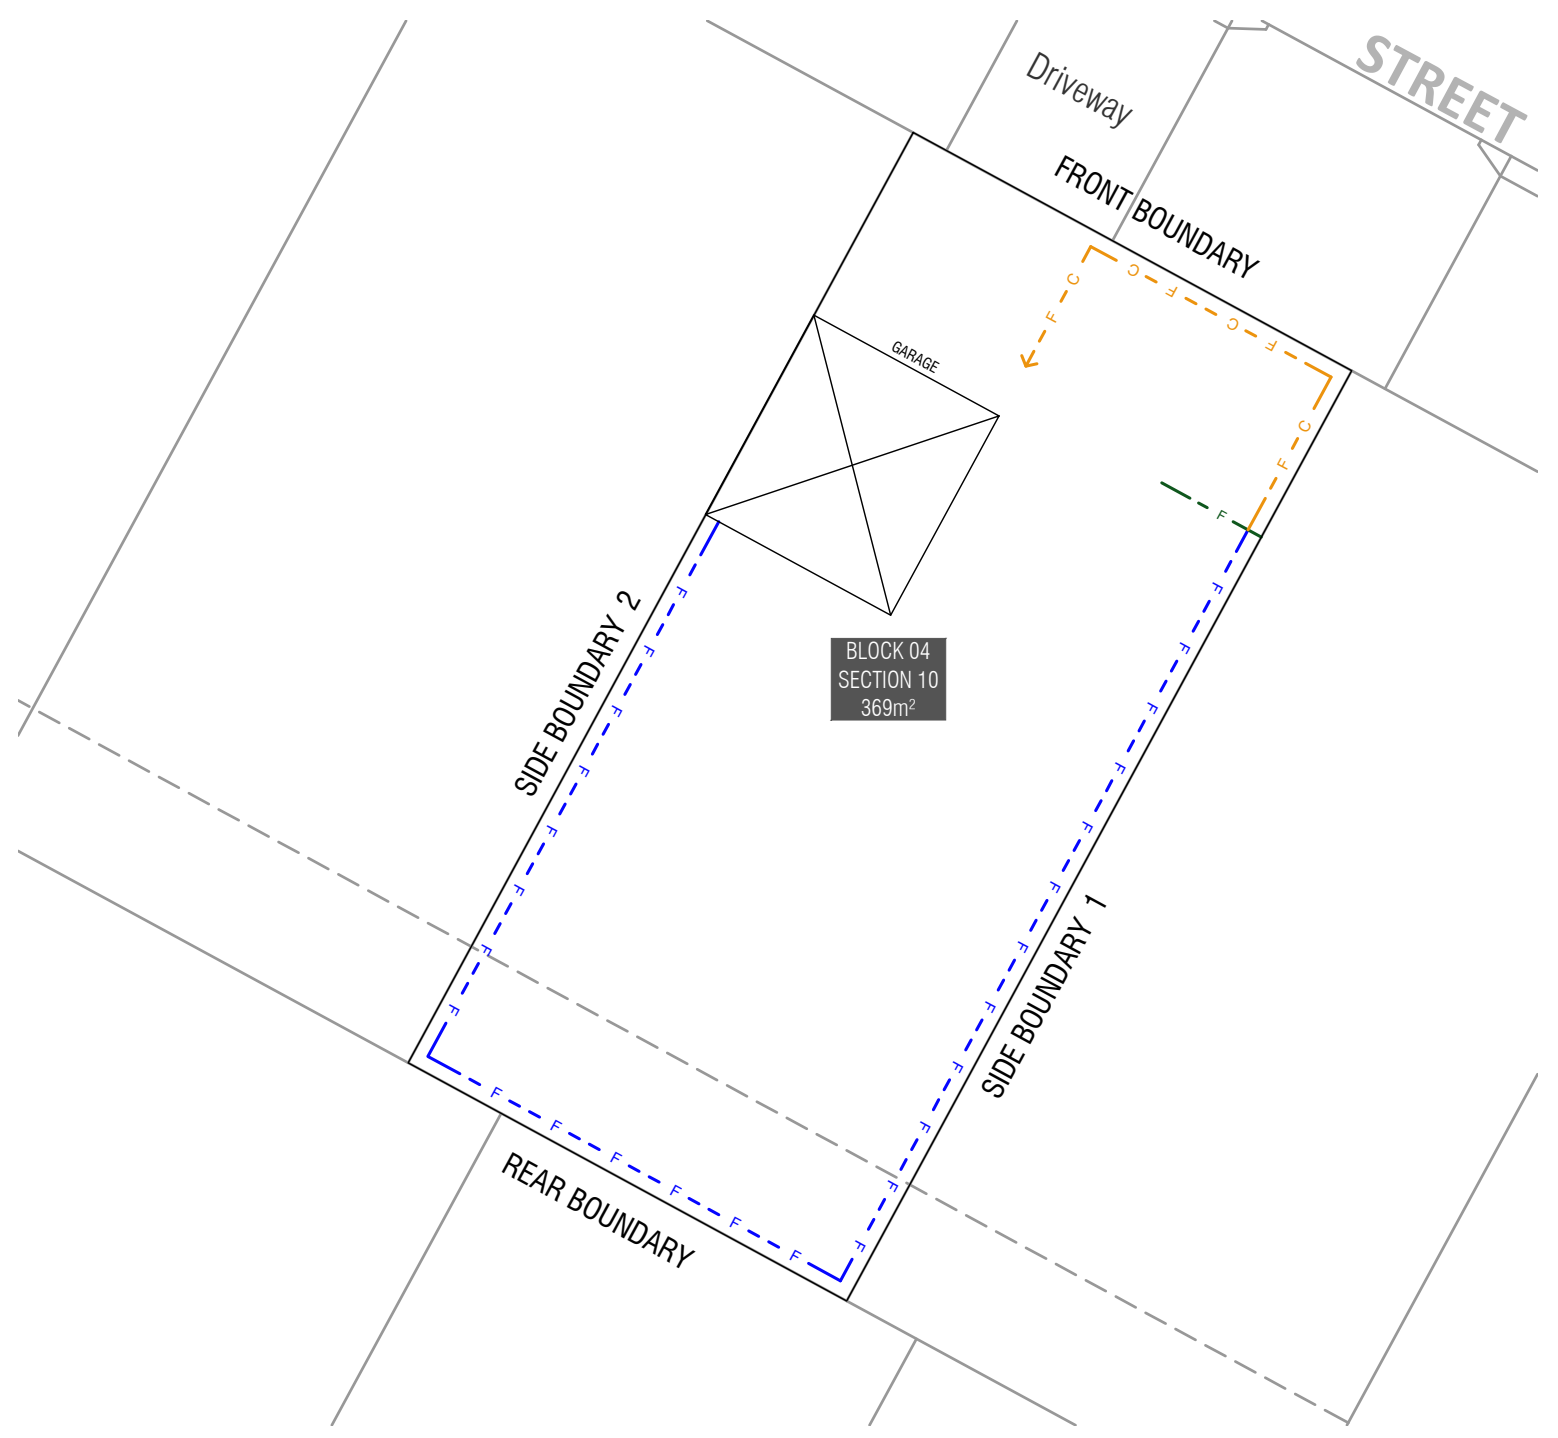 STREET
Driveway
FRONT BOUNDARY
C F C F
C F
C F
GARAGE
F
SIDE BOUNDARY 2
F F F F F F F F
BLOCK 04
SECTION 10
369m²
F F F F F F F F F F F F
SIDE BOUNDARY 1
F F F F F F
REAR BOUNDARY